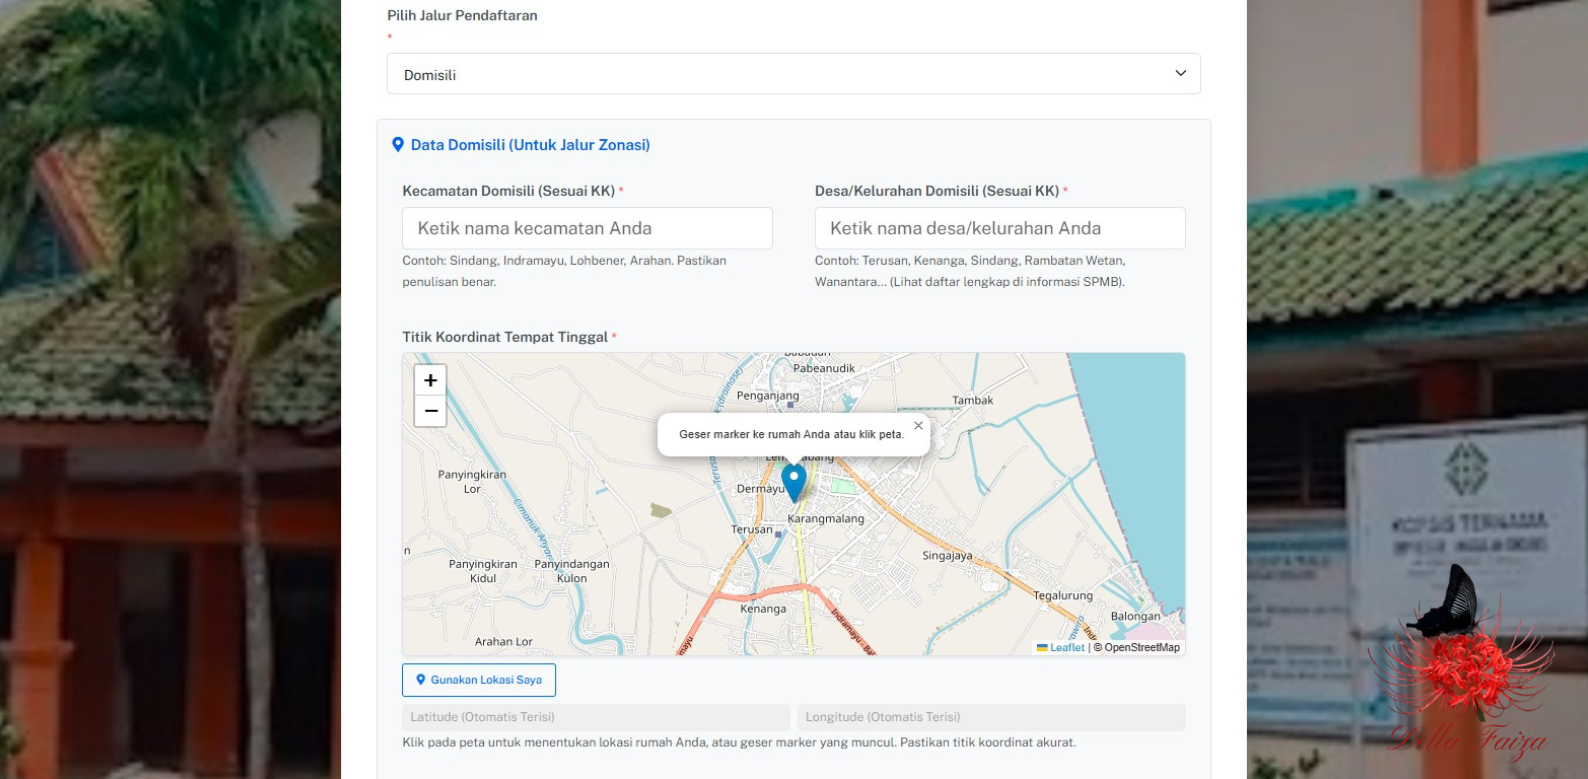 Pilih Jalur Pendaftaran
*
Domisili
Data Domisili (Untuk Jalur Zonasi)
Kecamatan Domisili (Sesuai KK) *
Ketik nama kecamatan Anda
Contoh: Sindang, Indramayu, Lohbener, Arahan. Pastikan
penulisan benar.
Desa/Kelurahan Domisili (Sesuai KK) *
Ketik nama desa/kelurahan Anda
Contoh: Terusan, Kenanga, Sindang, Rambatan Wetan,
Wanantara... (Lihat daftar lengkap di informasi SPMB).
Titik Koordinat Tempat Tinggal *
+
−
Babadan
Pabeanudik
Penganjang
Tambak
Geser marker ke rumah Anda atau klik peta.
×
Panyingkiran
Lor
Dermayu
Karangmalang
Terusan
Terusan
Cimanuk Anyar
Singajaya
Panyingkiran
Kidul
Panyindangan
Kulon
Tegalurung
Kenanga
Balongan
Arahan Lor
Leaflet | © OpenStreetMap
Gunakan Lokasi Saya
Latitude (Otomatis Terisi)
Longitude (Otomatis Terisi)
Klik pada peta untuk menentukan lokasi rumah Anda, atau geser marker yang muncul. Pastikan titik koordinat akurat.
Della Faiza